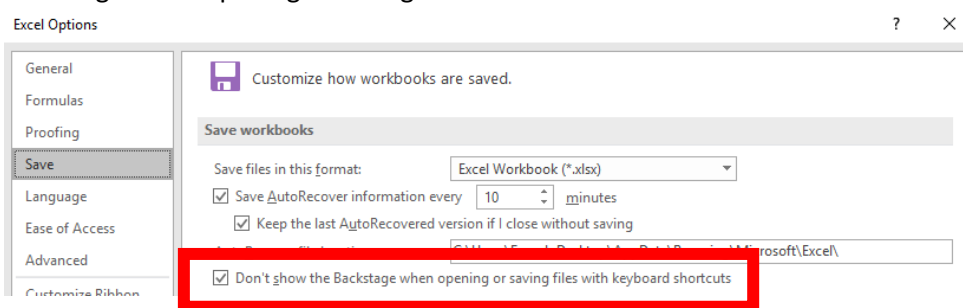 Excel Options ? ×
General
Formulas
Proofing
Save
Language
Ease of Access
Advanced
Customize Ribbon
Customize how workbooks are saved.
Save workbooks
Save files in this format: Excel Workbook (*.xlsx)
Save AutoRecover information every 10 minutes
Keep the last AutoRecovered version if I close without saving
\Microsoft\Excel\
Don't show the Backstage when opening or saving files with keyboard shortcuts